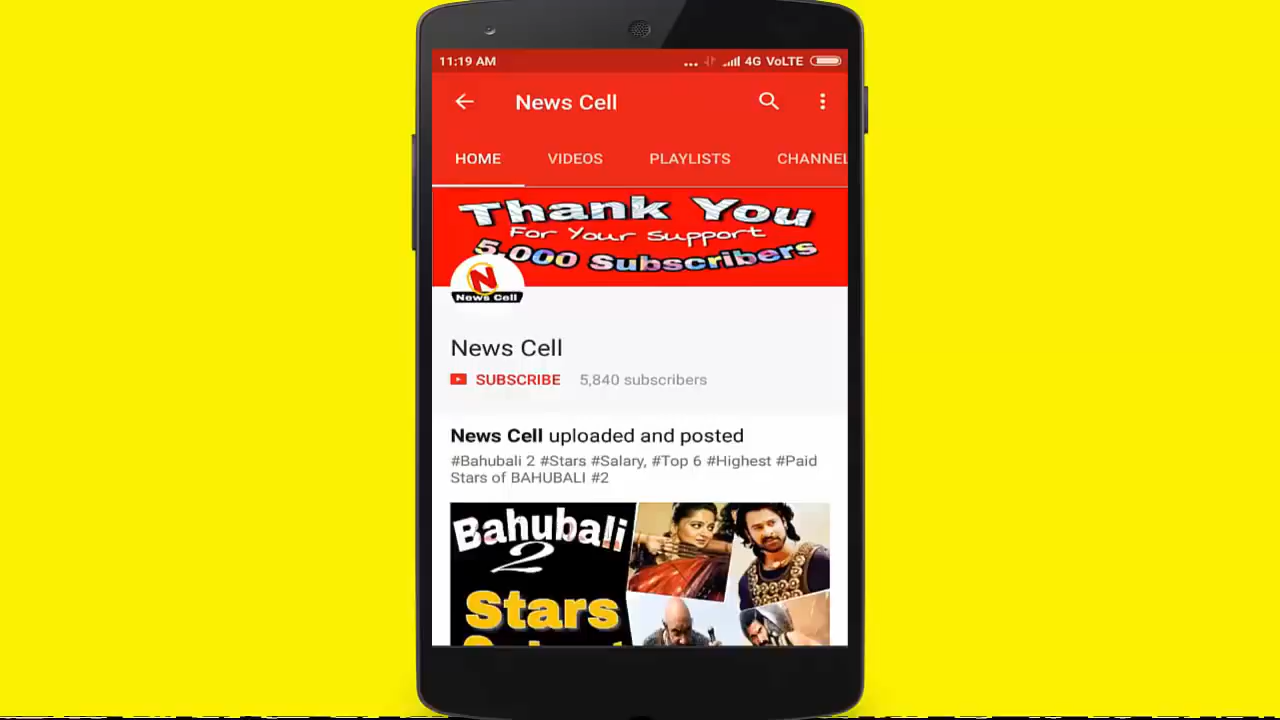 11:19 AM ... 4G VoLTE
News Cell
HOME VIDEOS PLAYLISTS CHANNEL
Thank You
For Your Support
5,000 Subscribers
N
News Cell
News Cell
SUBSCRIBE 5,840 subscribers
News Cell uploaded and posted
#Bahubali 2 #Stars #Salary, #Top 6 #Highest #Paid
Stars of BAHUBALI #2
Bahubali
2
Stars